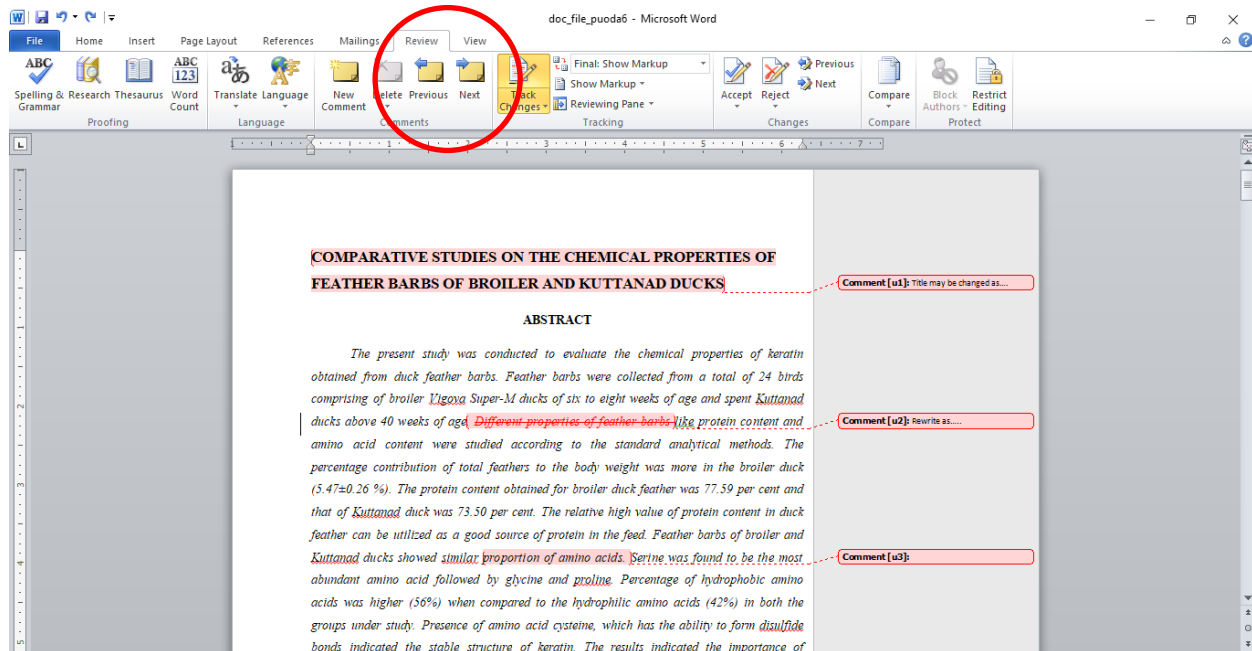 doc_file_puoda6 - Microsoft Word
File Home Insert Page Layout References Mailings Review View
ABC Spelling & Grammar
Research
Thesaurus
ABC 123 Word Count
Proofing
Translate
Language
Language
New Comment
Delete
Previous
Next
Comments
Track Changes
Final: Show Markup
Show Markup
Reviewing Pane
Tracking
Accept
Reject
Previous
Next
Changes
Compare
Compare
Block Authors
Restrict Editing
Protect
1 1 2 3 4 5 6 7
COMPARATIVE STUDIES ON THE CHEMICAL PROPERTIES OF
FEATHER BARBS OF BROILER AND KUTTANAD DUCKS
Comment [u1]: Title may be changed as....
ABSTRACT
The present study was conducted to evaluate the chemical properties of keratin
obtained from duck feather barbs. Feather barbs were collected from a total of 24 birds
comprising of broiler Vigova Super-M ducks of six to eight weeks of age and spent Kuttanad
ducks above 40 weeks of age. Different properties of feather barbs like protein content and
Comment [u2]: Rewrite as.....
amino acid content were studied according to the standard analytical methods. The
percentage contribution of total feathers to the body weight was more in the broiler duck
(5.47±0.26 %). The protein content obtained for broiler duck feather was 77.59 per cent and
that of Kuttanad duck was 73.50 per cent. The relative high value of protein content in duck
feather can be utilized as a good source of protein in the feed. Feather barbs of broiler and
Kuttanad ducks showed similar proportion of amino acids. Serine was found to be the most
Comment [u3]:
abundant amino acid followed by glycine and proline. Percentage of hydrophobic amino
acids was higher (56%) when compared to the hydrophilic amino acids (42%) in both the
groups under study. Presence of amino acid cysteine, which has the ability to form disulfide
bonds indicated the stable structure of keratin. The results indicated the importance of